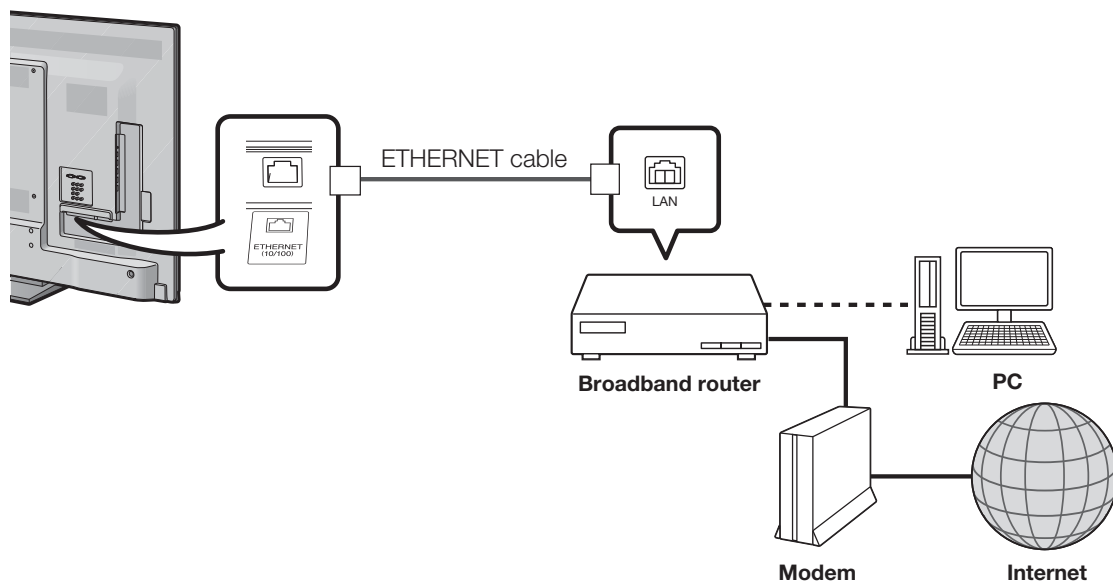 ETHERNET cable
ETHERNET
(10/100)
LAN
Broadband router
PC
Modem
Internet